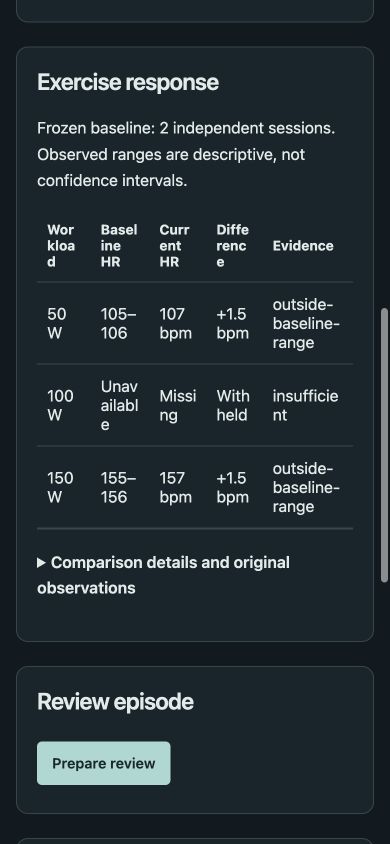 Exercise response
Frozen baseline: 2 independent sessions.
Observed ranges are descriptive, not
confidence intervals.
Wor
kloa
d
Basel
ine
HR
Curr
ent
HR
Diffe
renc
e
Evidence
50
W
105–
106
107
bpm
+1.5
bpm
outside-
baseline-
range
100
W
Unav
ailabl
e
Missi
ng
With
held
insufficie
nt
150
W
155–
156
157
bpm
+1.5
bpm
outside-
baseline-
range
▶ Comparison details and original
observations
Review episode
Prepare review